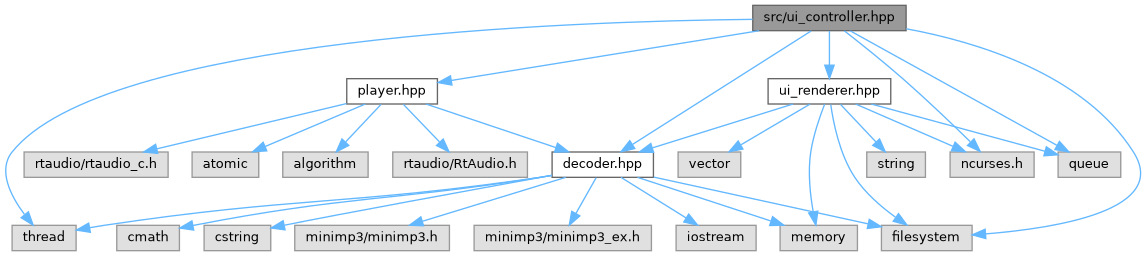 src/ui_controller.hpp
player.hpp
ui_renderer.hpp
rtaudio/rtaudio_c.h
atomic
algorithm
rtaudio/RtAudio.h
decoder.hpp
vector
string
ncurses.h
queue
thread
cmath
cstring
minimp3/minimp3.h
minimp3/minimp3_ex.h
iostream
memory
filesystem